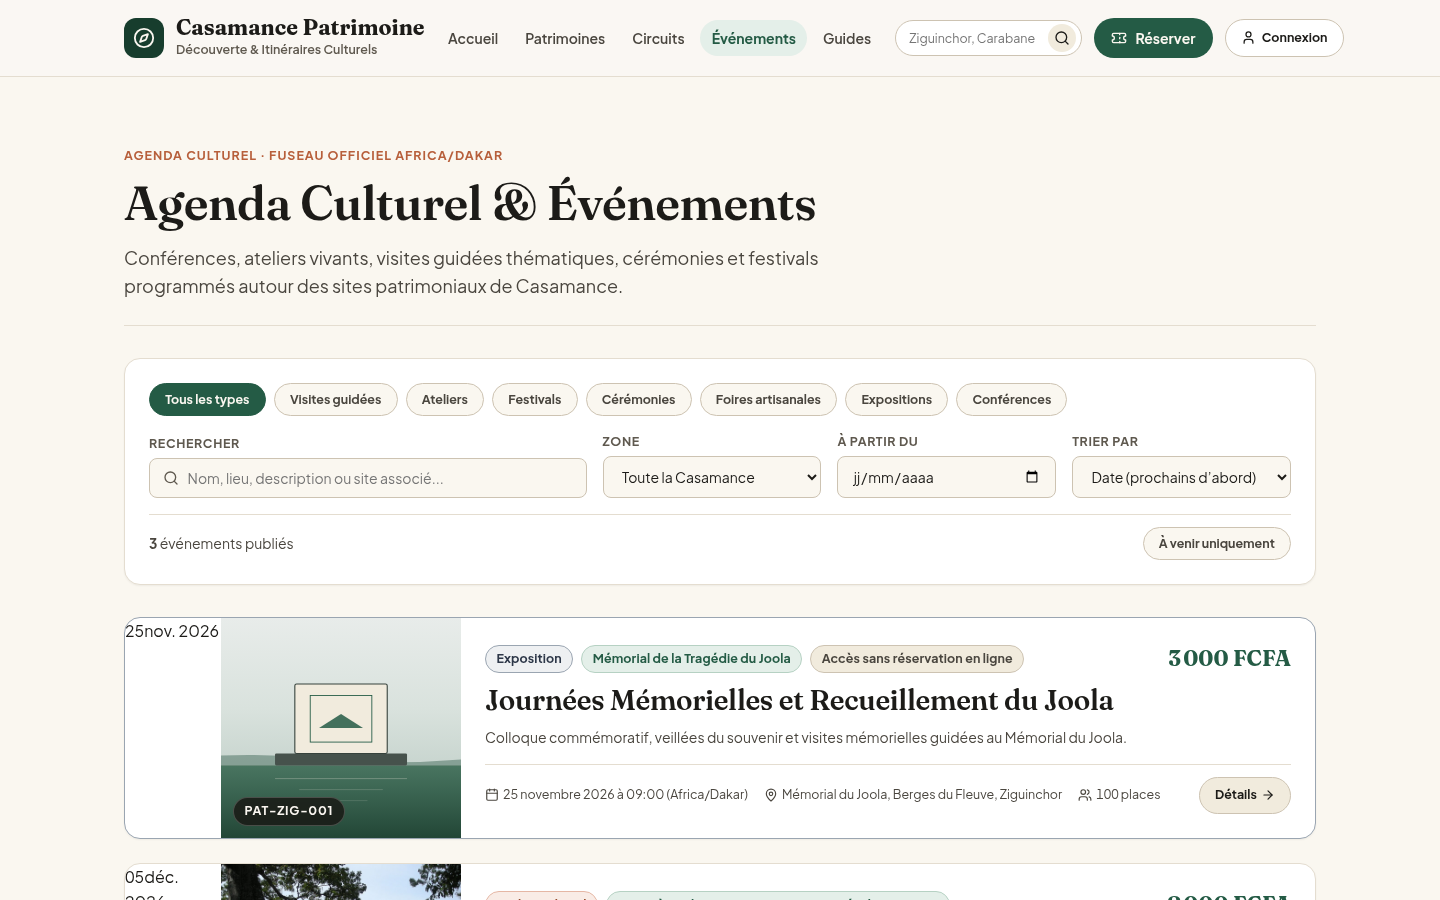 Casamance Patrimoine
Découverte & Itinéraires Culturels
Accueil
Patrimoines
Circuits
Événements
Guides
Ziguinchor, Carabane
Réserver
Connexion
AGENDA CULTUREL · FUSEAU OFFICIEL AFRICA/DAKAR
Agenda Culturel & Événements
Conférences, ateliers vivants, visites guidées thématiques, cérémonies et festivals
programmés autour des sites patrimoniaux de Casamance.
Tous les types
Visites guidées
Ateliers
Festivals
Cérémonies
Foires artisanales
Expositions
Conférences
RECHERCHER
ZONE
À PARTIR DU
TRIER PAR
Nom, lieu, description ou site associé...
Toute la Casamance
jj/mm/aaaa
Date (prochains d'abord)
3 événements publiés
À venir uniquement
25nov. 2026
PAT-ZIG-001
Exposition
Mémorial de la Tragédie du Joola
Accès sans réservation en ligne
3 000 FCFA
Journées Mémorielles et Recueillement du Joola
Colloque commémoratif, veillées du souvenir et visites mémorielles guidées au Mémorial du Joola.
25 novembre 2026 à 09:00 (Africa/Dakar)
Mémorial du Joola, Berges du Fleuve, Ziguinchor
100 places
Détails
05déc.